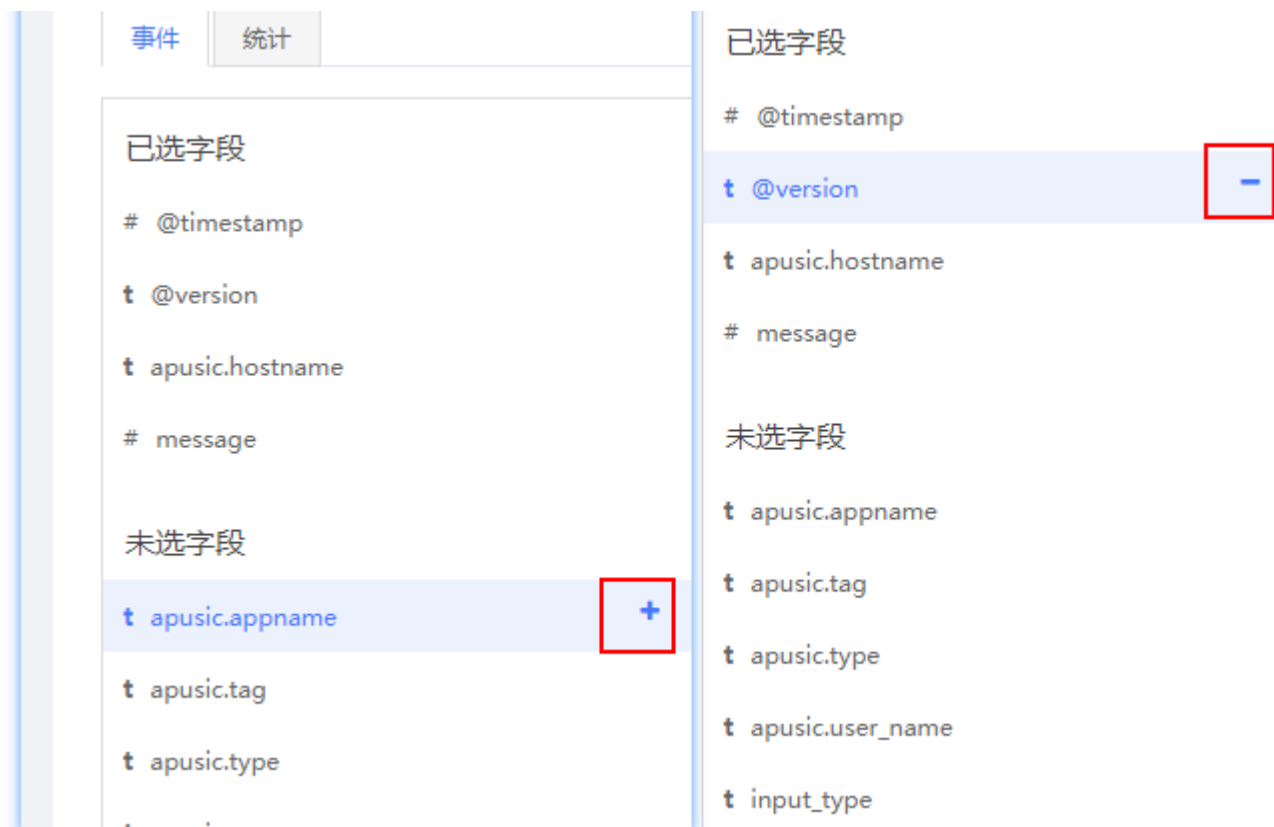 事件
统计
已选字段
# @timestamp
t @version
t apusic.hostname
# message
未选字段
t apusic.appname +
t apusic.tag
t apusic.type
已选字段
# @timestamp
t @version −
t apusic.hostname
# message
未选字段
t apusic.appname
t apusic.tag
t apusic.type
t apusic.user_name
t input_type